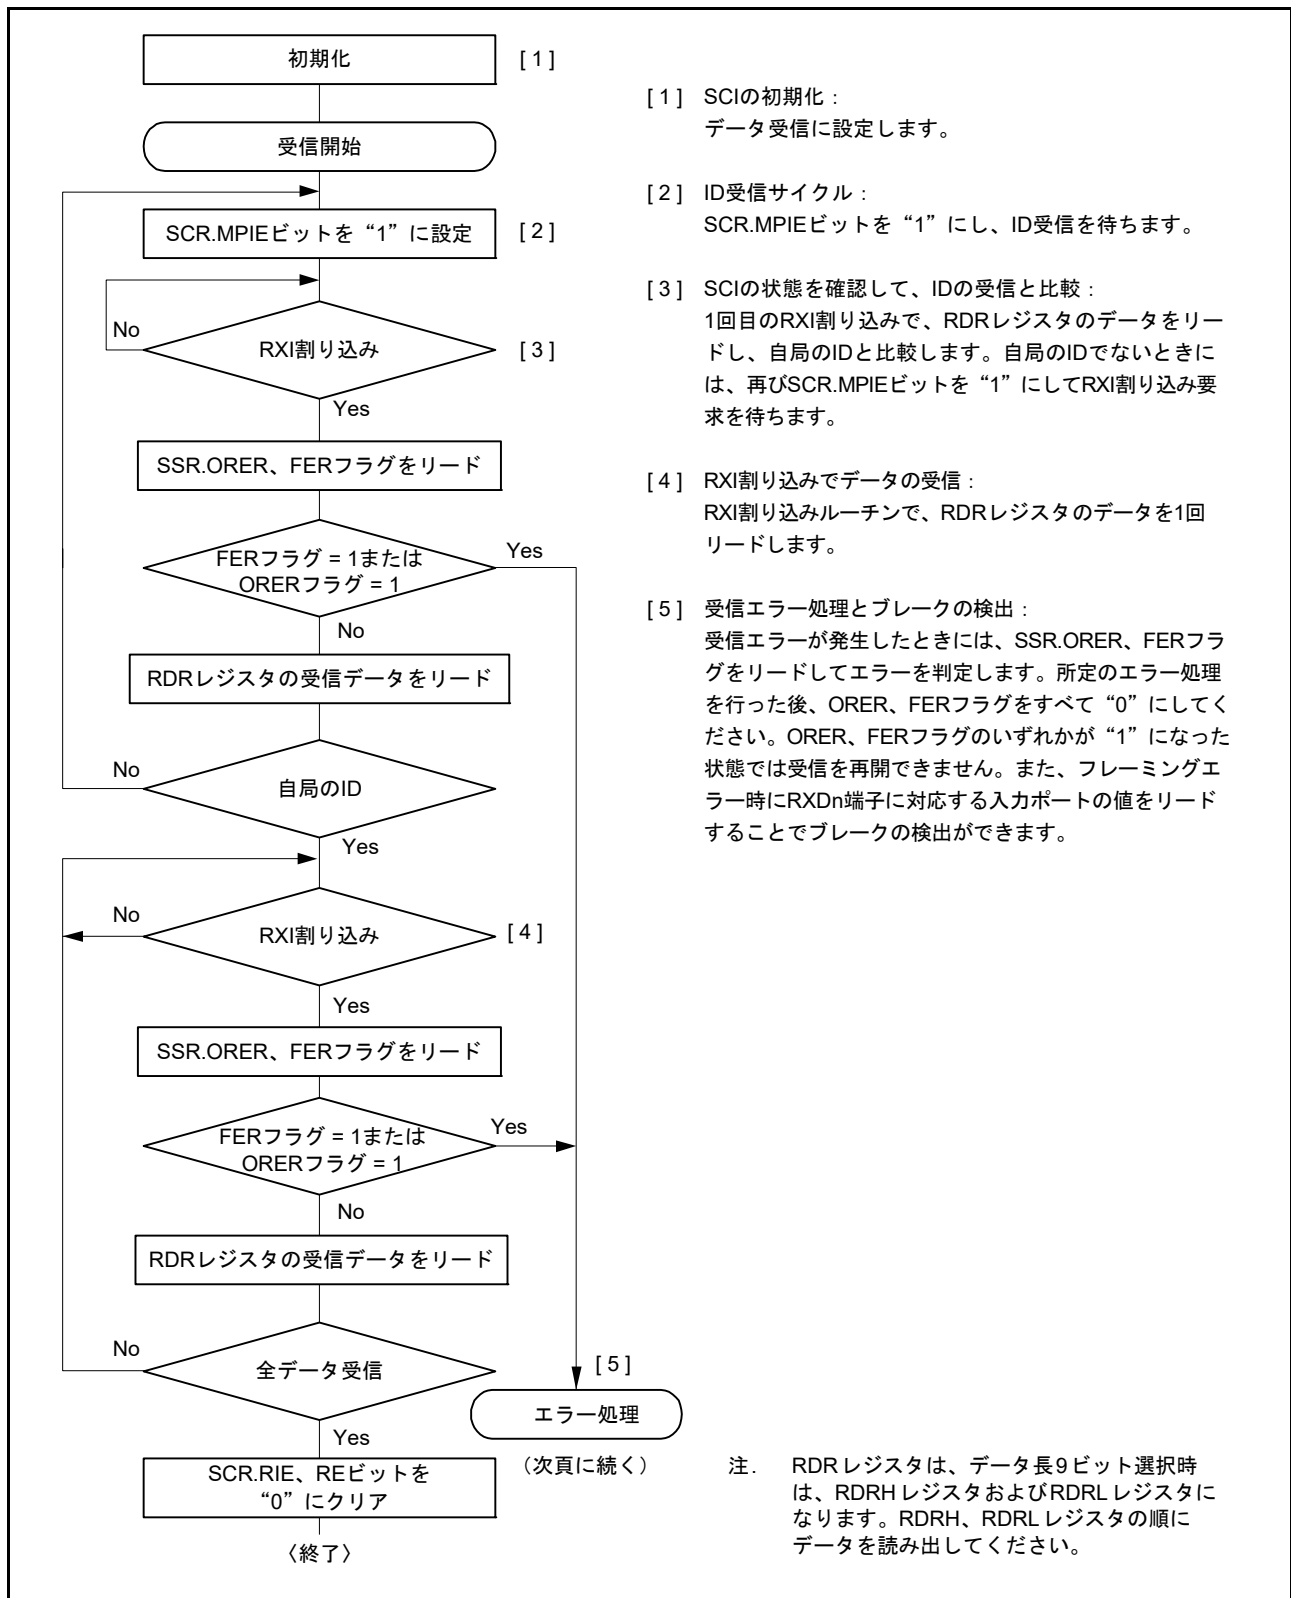 初期化
[ 1 ]
受信開始
SCR.MPIEビットを“1”に設定
[ 2 ]
No
RXI割り込み
[ 3 ]
Yes
SSR.ORER、FERフラグをリード
FERフラグ = 1または
ORERフラグ = 1
Yes
No
RDRレジスタの受信データをリード
No
自局のID
Yes
No
RXI割り込み
[ 4 ]
Yes
SSR.ORER、FERフラグをリード
FERフラグ = 1または
ORERフラグ = 1
Yes
No
RDRレジスタの受信データをリード
No
全データ受信
[ 5 ]
エラー処理
Yes
（次頁に続く）
SCR.RIE、REビットを
“0”にクリア
〈終了〉
[ 1 ] SCIの初期化：
データ受信に設定します。
[ 2 ] ID受信サイクル：
SCR.MPIEビットを“1”にし、ID受信を待ちます。
[ 3 ] SCIの状態を確認して、IDの受信と比較：
1回目のRXI割り込みで、RDRレジスタのデータをリー
ドし、自局のIDと比較します。自局のIDでないときに
は、再びSCR.MPIEビットを“1”にしてRXI割り込み要
求を待ちます。
[ 4 ] RXI割り込みでデータの受信：
RXI割り込みルーチンで、RDRレジスタのデータを1回
リードします。
[ 5 ] 受信エラー処理とブレークの検出：
受信エラーが発生したときには、SSR.ORER、FERフラ
グをリードしてエラーを判定します。所定のエラー処理
を行った後、ORER、FERフラグをすべて“0”にしてく
ださい。ORER、FERフラグのいずれかが“1”になった
状態では受信を再開できません。また、フレーミングエ
ラー時にRXDn端子に対応する入力ポートの値をリード
することでブレークの検出ができます。
注. RDRレジスタは、データ長9ビット選択時
は、RDRHレジスタおよびRDRLレジスタに
なります。RDRH、RDRLレジスタの順に
データを読み出してください。